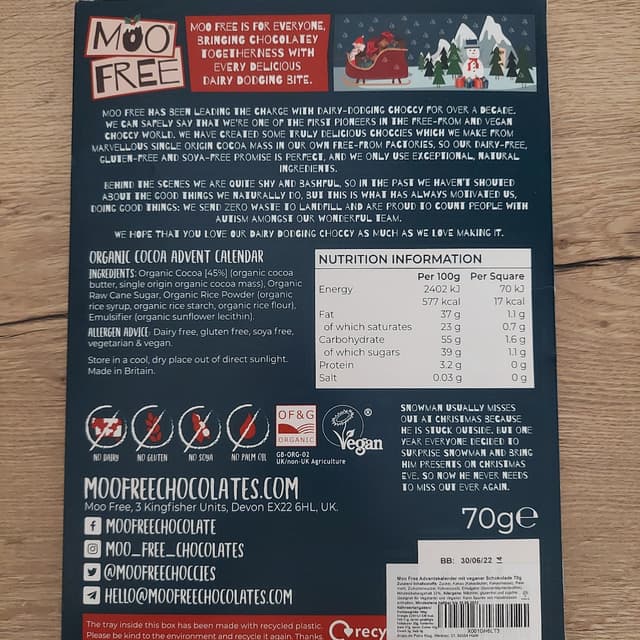 MOO FREE
MOO FREE IS FOR EVERYONE,
BRINGING CHOCOLATEY
TOGETHERNESS WITH
EVERY DELICIOUS
DAIRY DODGING BITE.
MOO FREE HAS BEEN LEADING THE CHARGE WITH DAIRY-DODGING CHOCCY FOR OVER A DECADE.
WE CAN SAFELY SAY THAT WE'RE ONE OF THE FIRST PIONEERS IN THE FREE-FROM AND VEGAN
CHOCCY WORLD. WE HAVE CREATED SOME TRULY DELICIOUS CHOCCIES WHICH WE MAKE FROM
MARVELLOUS SINGLE ORIGIN COCOA MASS IN OUR OWN FREE-FROM FACTORIES, SO OUR DAIRY-FREE,
GLUTEN-FREE AND SOYA-FREE PROMISE IS PERFECT, AND WE ONLY USE EXCEPTIONAL, NATURAL
INGREDIENTS.
BEHIND THE SCENES WE ARE QUITE SHY AND BASHFUL, SO IN THE PAST WE HAVEN'T SHOUTED
ABOUT THE GOOD THINGS WE NATURALLY DO, BUT THIS IS WHAT HAS ALWAYS MOTIVATED US,
DOING GOOD THINGS: WE SEND ZERO WASTE TO LANDFILL AND ARE PROUD TO COUNT PEOPLE WITH
AUTISM AMONGST OUR WONDERFUL TEAM.
WE HOPE THAT YOU LOVE OUR DAIRY DODGING CHOCCY AS MUCH AS WE LOVE MAKING IT.
ORGANIC COCOA ADVENT CALENDAR
INGREDIENTS: Organic Cocoa [45%] (organic cocoa
butter, single origin organic cocoa mass), Organic
Raw Cane Sugar, Organic Rice Powder (organic
rice syrup, organic rice starch, organic rice flour),
Emulsifier (organic sunflower lecithin).
ALLERGEN ADVICE: Dairy free, gluten free, soya free,
vegetarian & vegan.
Store in a cool, dry place out of direct sunlight.
Made in Britain.
NUTRITION INFORMATION
Per 100g Per Square
Energy 2402 kJ 70 kJ
577 kcal 17 kcal
Fat 37 g 1.1 g
of which saturates 23 g 0.7 g
Carbohydrate 55 g 1.6 g
of which sugars 39 g 1.1 g
Protein 3.2 g 0 g
Salt 0.03 g 0 g
NO DAIRY NO GLUTEN NO SOYA NO PALM OIL
OF&G
ORGANIC
GB-ORG-02
UK/non-UK Agriculture
Vegan ®
SNOWMAN USUALLY MISSES
OUT AT CHRISTMAS BECAUSE
HE IS STUCK OUTSIDE, BUT ONE
YEAR EVERYONE DECIDED TO
SURPRISE SNOWMAN AND BRING
HIM PRESENTS ON CHRISTMAS
EVE. SO NOW HE NEVER NEEDS
TO MISS OUT EVER AGAIN.
MOOFREECHOCOLATES.COM
Moo Free, 3 Kingfisher Units, Devon EX22 6HL, UK.
MOOFREECHOCOLATE
MOO_FREE_CHOCOLATES
@MOOFREECHOCCIES
HELLO@MOOFREECHOCOLATES.COM
70g℮
BB: 30/06/22
Moo Free Adventskalender mit veganer Schokolade 70g
The tray inside this box has been made with recycled plastic.
Please be kind to the environment and recycle it again. Thanks.
recy